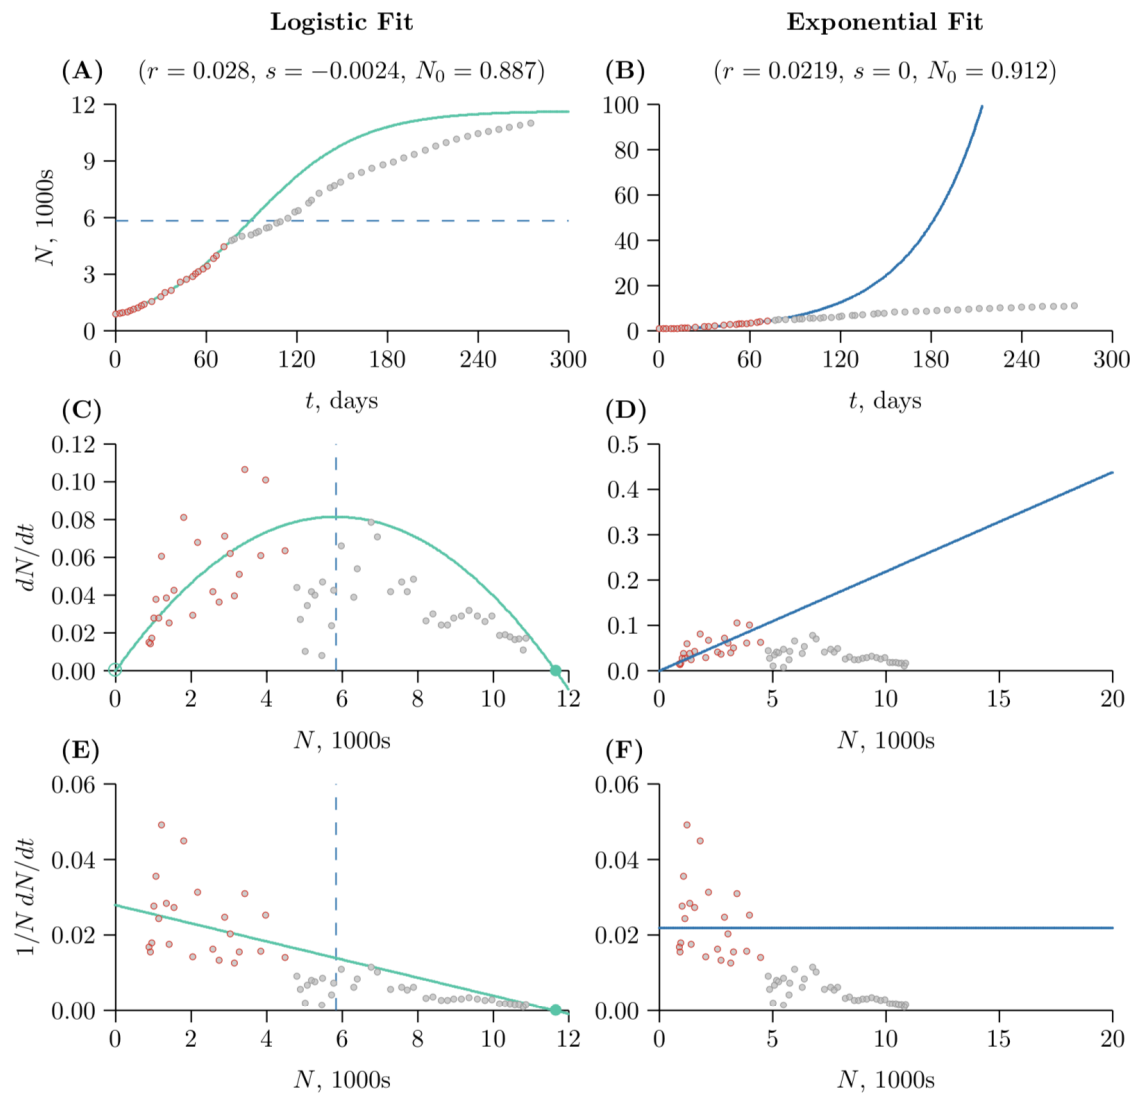 Logistic Fit
Exponential Fit
(A) (r = 0.028, s = −0.0024, N₀ = 0.887)
(B) (r = 0.0219, s = 0, N₀ = 0.912)
N, 1000s
12
9
6
3
0
0 60 120 180 240 300
t, days
100
80
60
40
20
0
0 60 120 180 240 300
t, days
(C)
dN/dt
0.12
0.10
0.08
0.06
0.04
0.02
0.00
0 2 4 6 8 10 12
N, 1000s
(D)
0.5
0.4
0.3
0.2
0.1
0.0
0 5 10 15 20
N, 1000s
(E)
1/N dN/dt
0.06
0.04
0.02
0.00
0 2 4 6 8 10 12
N, 1000s
(F)
0.06
0.04
0.02
0.00
0 5 10 15 20
N, 1000s